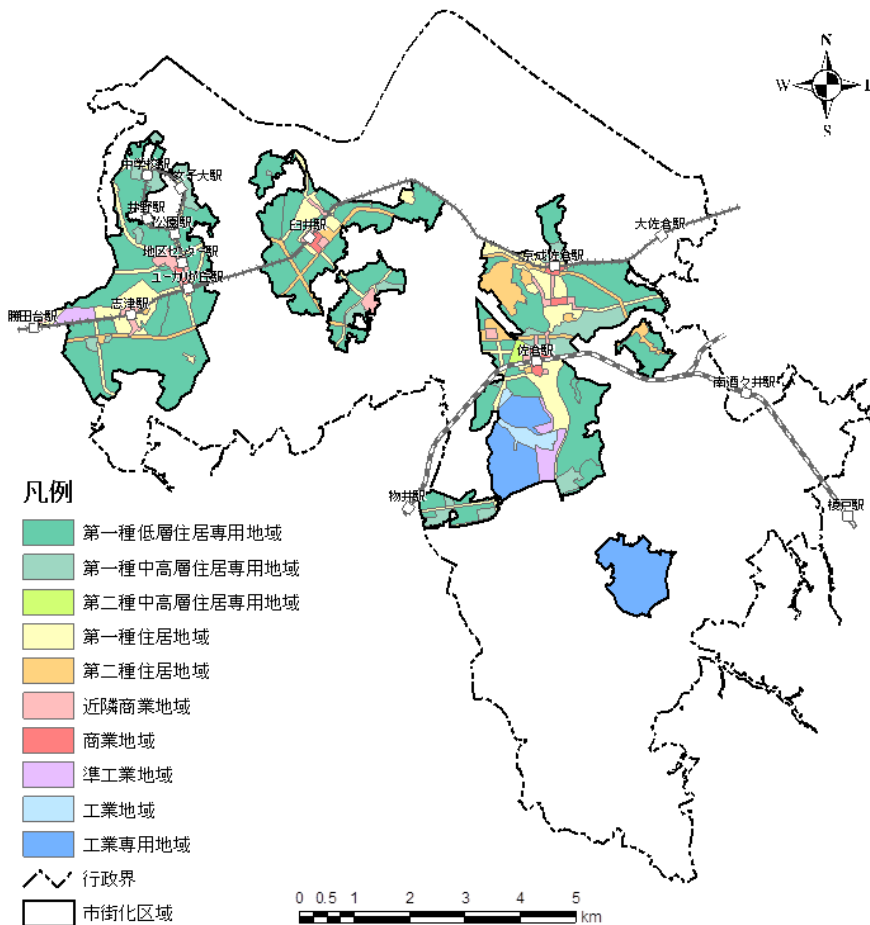 N
W
E
S
中学校駅
女子大駅
井野駅
公園駅
地区センター駅
ユーカリが丘駅
志津駅
勝田台駅
臼井駅
京成佐倉駅
大佐倉駅
佐倉駅
南酒々井駅
物井駅
榎戸駅
凡例
第一種低層住居専用地域
第一種中高層住居専用地域
第二種中高層住居専用地域
第一種住居地域
第二種住居地域
近隣商業地域
商業地域
準工業地域
工業地域
工業専用地域
行政界
市街化区域
0 0.5 1 2 3 4 5
km